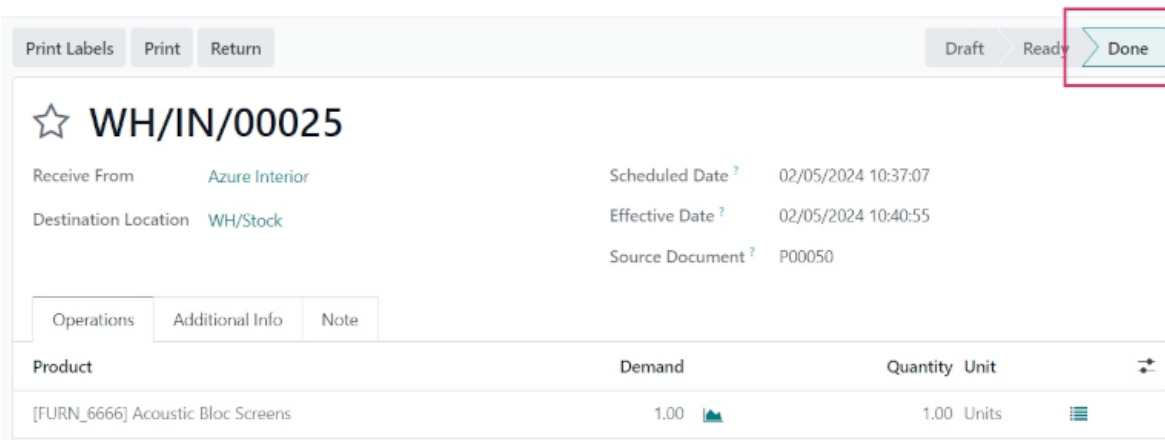 Print Labels Print Return Draft Ready Done
WH/IN/00025
Receive From Azure Interior Scheduled Date ? 02/05/2024 10:37:07
Destination Location WH/Stock Effective Date ? 02/05/2024 10:40:55
Source Document ? P00050
Operations Additional Info Note
Product Demand Quantity Unit
[FURN_6666] Acoustic Bloc Screens 1.00 1.00 Units